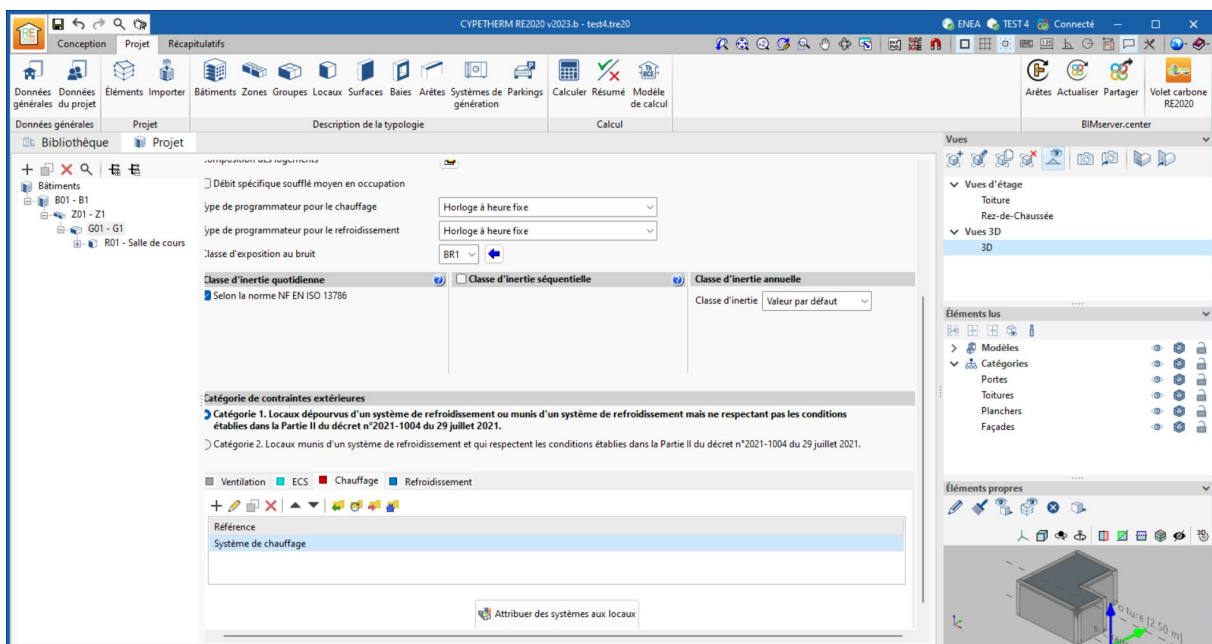 CYPETHERM RE2020 v2023.b - test4.tre20
ENEA TEST 4 Connecté
RE
Conception Projet Récapitulatifs
Données générales
Données du projet
Éléments
Importer
Bâtiments Zones Groupes Locaux Surfaces Baies Arêtes
Systèmes de génération
Parkings
Calculer Résumé
Modèle de calcul
Th BCE
Arêtes Actualiser Partager
Volet carbone RE2020
Données générales Projet Description de la typologie Calcul BIMserver.center
Bibliothèque Projet
Bâtiments
B01 - B1
Z01 - Z1
G01 - G1
R01 - Salle de cours
Débit spécifique soufflé moyen en occupation
ype de programmateur pour le chauffage Horloge à heure fixe
ype de programmateur pour le refroidissement Horloge à heure fixe
lasse d'exposition au bruit BR1
Classe d'inertie quotidienne Classe d'inertie séquentielle Classe d'inertie annuelle
Selon la norme NF EN ISO 13786
Classe d'inertie Valeur par défaut
Catégorie de contraintes extérieures
Catégorie 1. Locaux dépourvus d'un système de refroidissement ou munis d'un système de refroidissement mais ne respectant pas les conditions
établies dans la Partie II du décret n°2021-1004 du 29 juillet 2021.
Catégorie 2. Locaux munis d'un système de refroidissement et qui respectent les conditions établies dans la Partie II du décret n°2021-1004 du 29 juillet 2021.
Ventilation ECS Chauffage Refroidissement
Référence
Système de chauffage
Attribuer des systèmes aux locaux
Vues
Vues d'étage
Toiture
Rez-de-Chaussée
Vues 3D
3D
Éléments lus
Modèles
Catégories
Portes
Toitures
Planchers
Façades
Éléments propres
3D